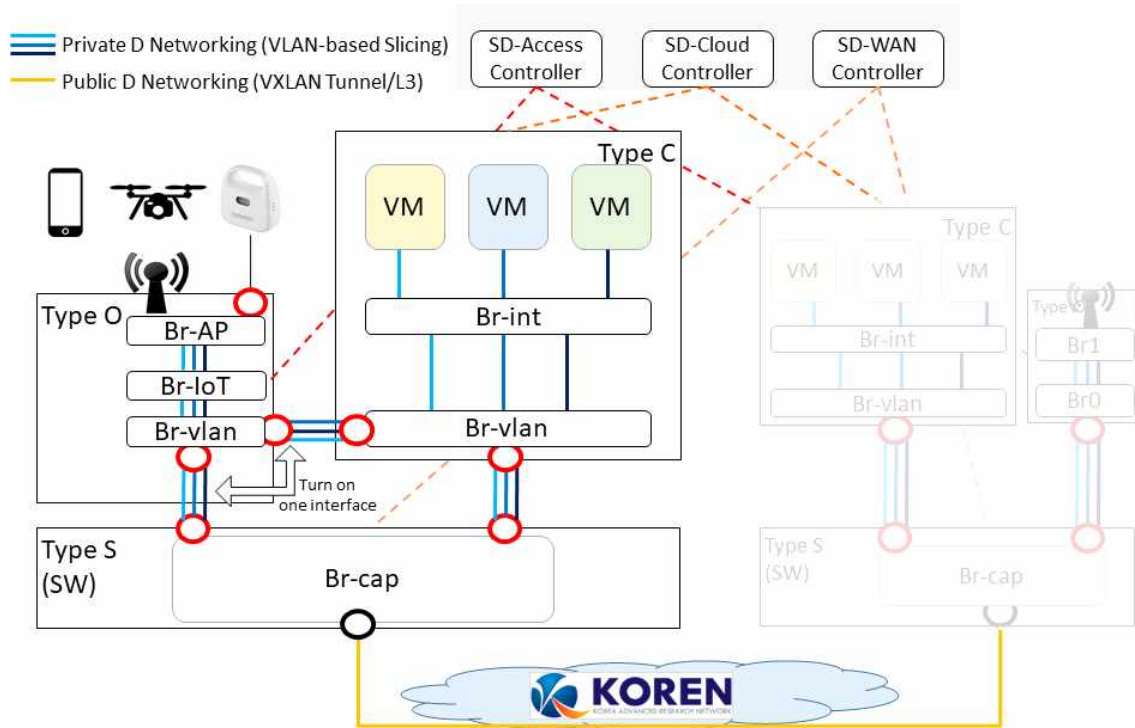 Private D Networking (VLAN-based Slicing)
Public D Networking (VXLAN Tunnel/L3)
SD-Access
Controller
SD-Cloud
Controller
SD-WAN
Controller
Type C
VM
VM
VM
Br-int
Br-vlan
Type O
Br-AP
Br-IoT
Br-vlan
Turn on
one interface
Type S
(SW)
Br-cap
Type C
VM
VM
VM
Br-int
Br-vlan
Type
Br1
Br0
Type S
(SW)
Br-cap
KOREN
KOREA ADVANCED RESEARCH NETWORK